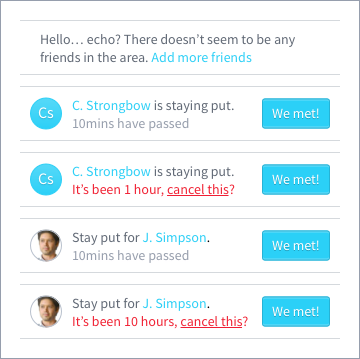 Hello… echo? There doesn’t seem to be any
friends in the area. Add more friends
Cs
C. Strongbow is staying put.
10mins have passed
We met!
Cs
C. Strongbow is staying put.
It’s been 1 hour, cancel this?
We met!
Stay put for J. Simpson.
10mins have passed
We met!
Stay put for J. Simpson.
It’s been 10 hours, cancel this?
We met!